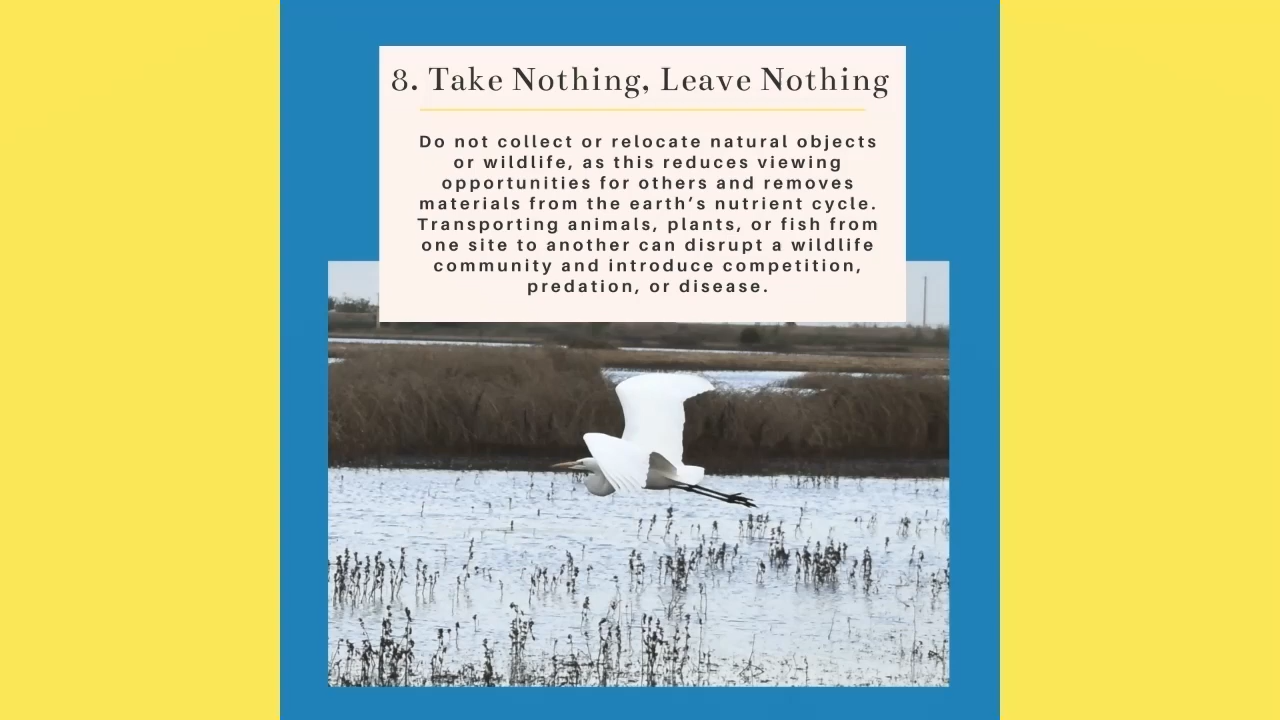 8. Take Nothing, Leave Nothing
Do not collect or relocate natural objects
or wildlife, as this reduces viewing
opportunities for others and removes
materials from the earth’s nutrient cycle.
Transporting animals, plants, or fish from
one site to another can disrupt a wildlife
community and introduce competition,
predation, or disease.